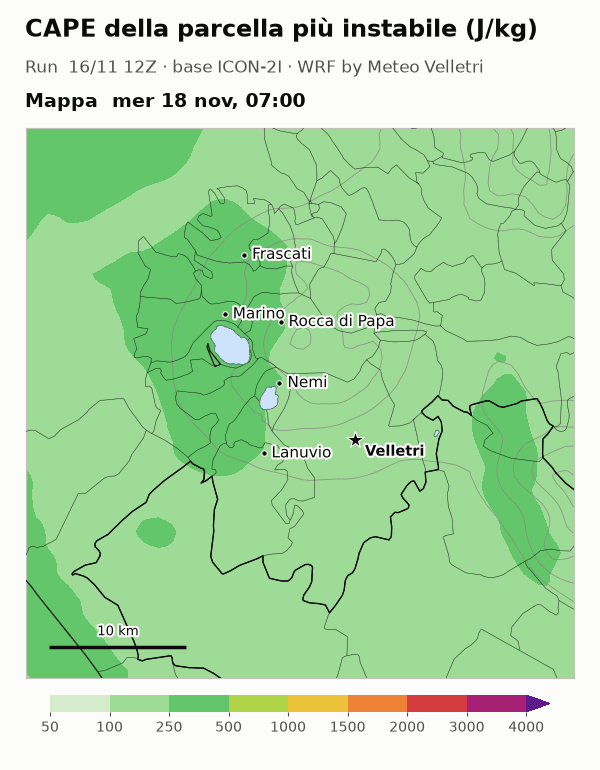 CAPE della parcella più instabile (J/kg)
Run 16/11 12Z · base ICON-2I · WRF by Meteo Velletri
Mappa mer 18 nov, 07:00
Frascati
Marino
Rocca di Papa
Nemi
Velletri
Lanuvio
10 km
50 100 250 500 1000 1500 2000 3000 4000